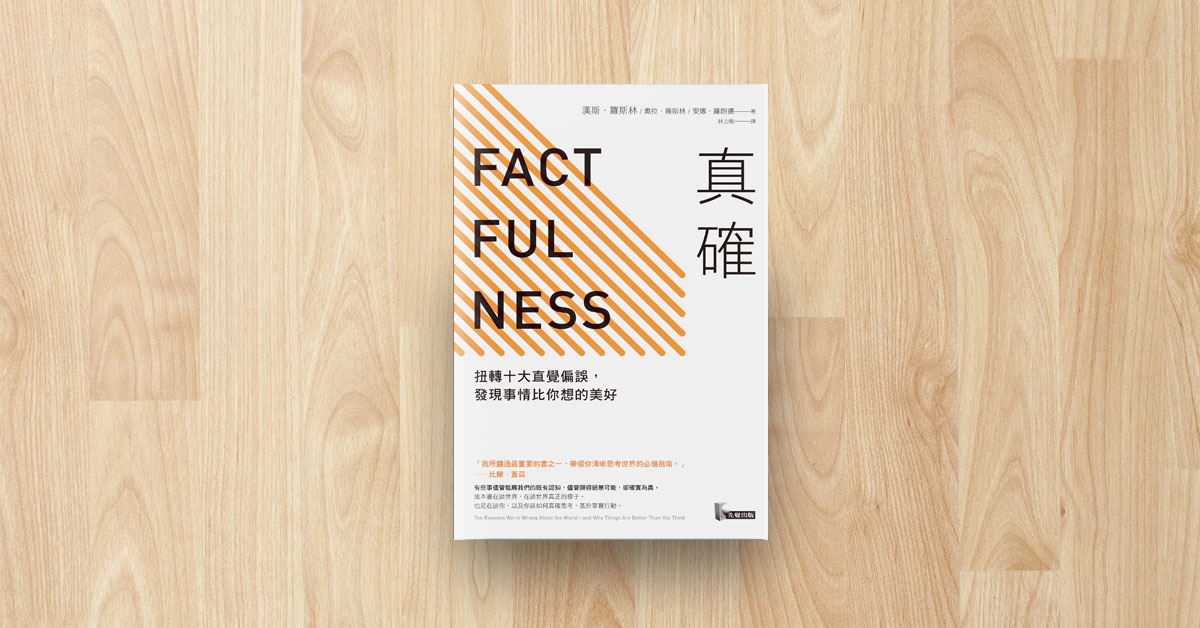 漢斯．羅斯林 / 奧拉．羅斯林 / 安娜．羅朗德——著
林力敏——譯
FACT
FUL
NESS
真確
扭轉十大直覺偏誤，
發現事情比你想的美好
「我所讀過最重要的書之一，帶領你清晰思考世界的必備指南。」
——比爾．蓋茲
有些事儘管牴觸我們的既有認知，儘管顯得絕無可能，卻確實為真。
這本書在談世界，在談世界真正的樣子。
也是在談你，以及你該如何真確思考，基於事實行動。
Ten Reasons We're Wrong About the World—and Why Things Are Better Than You Think
先覺出版